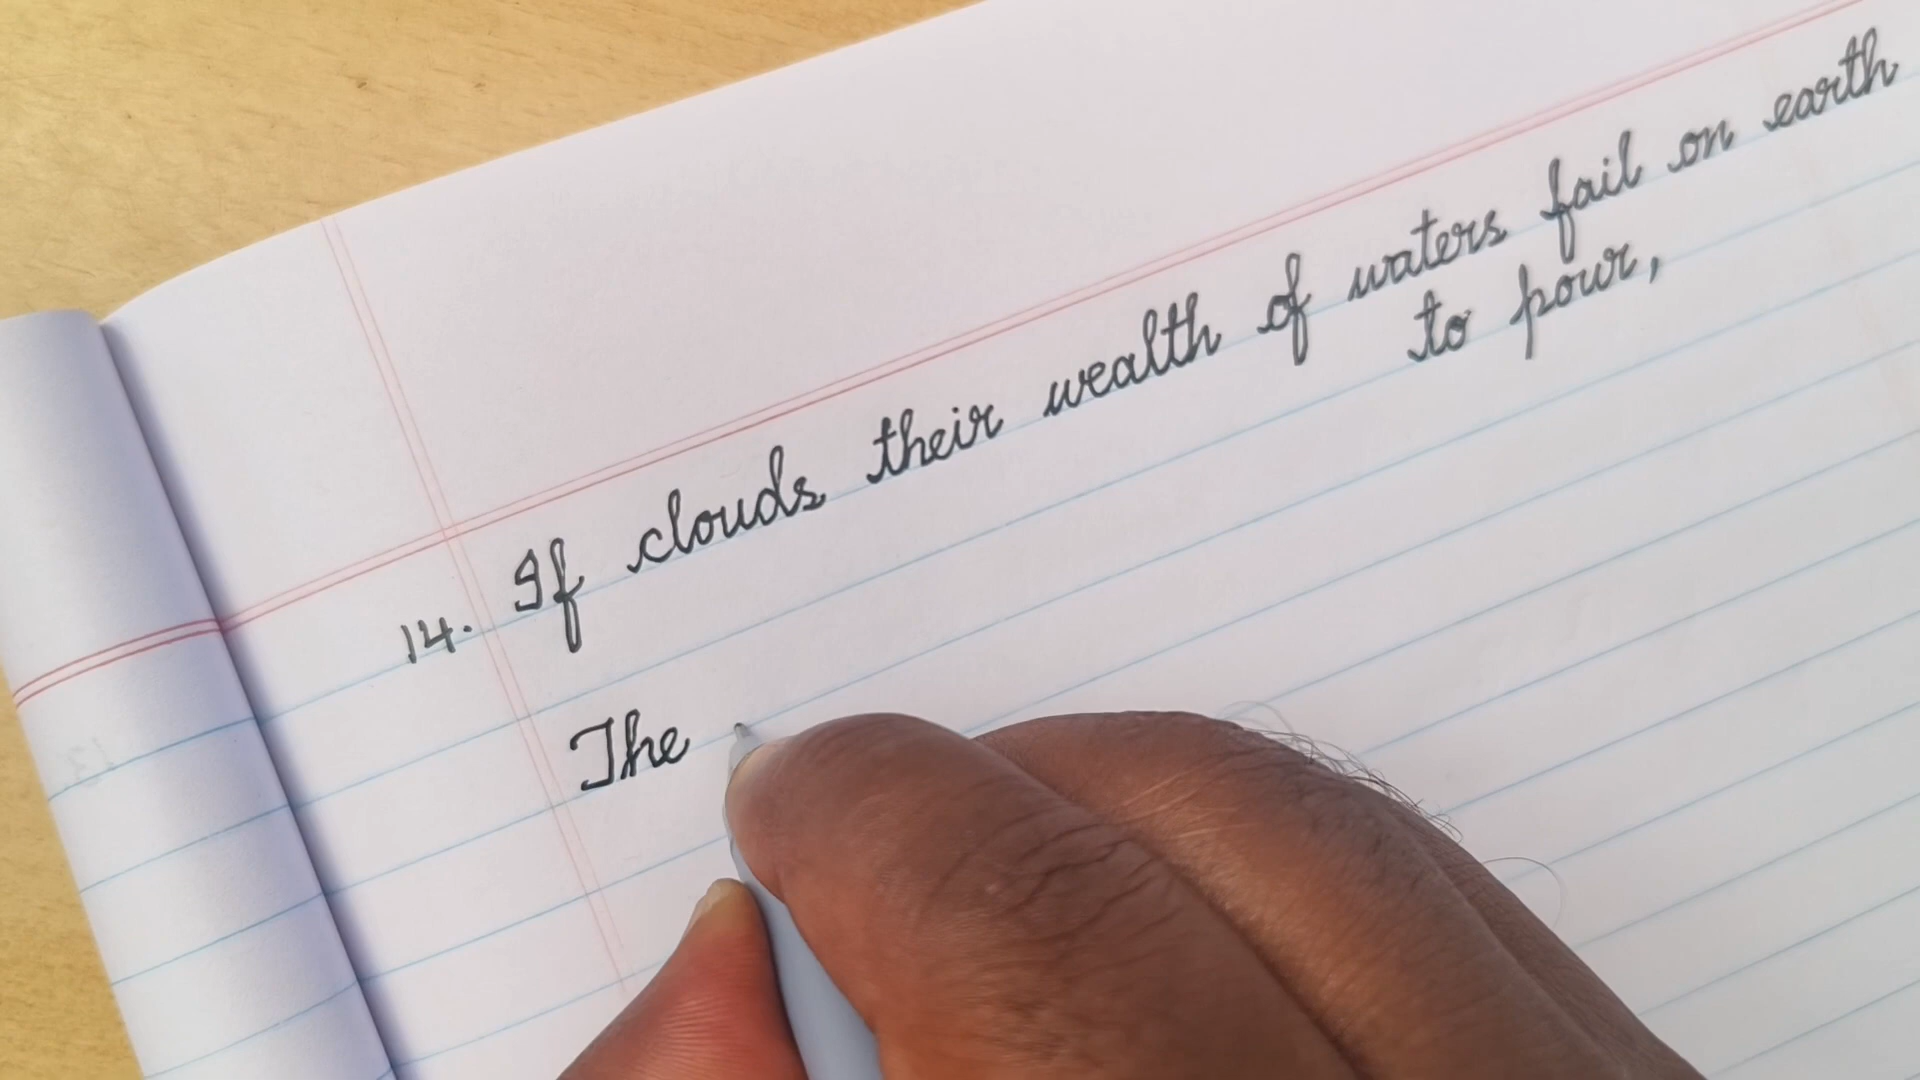 14. If clouds their wealth of waters fail on earth
to pour,
The